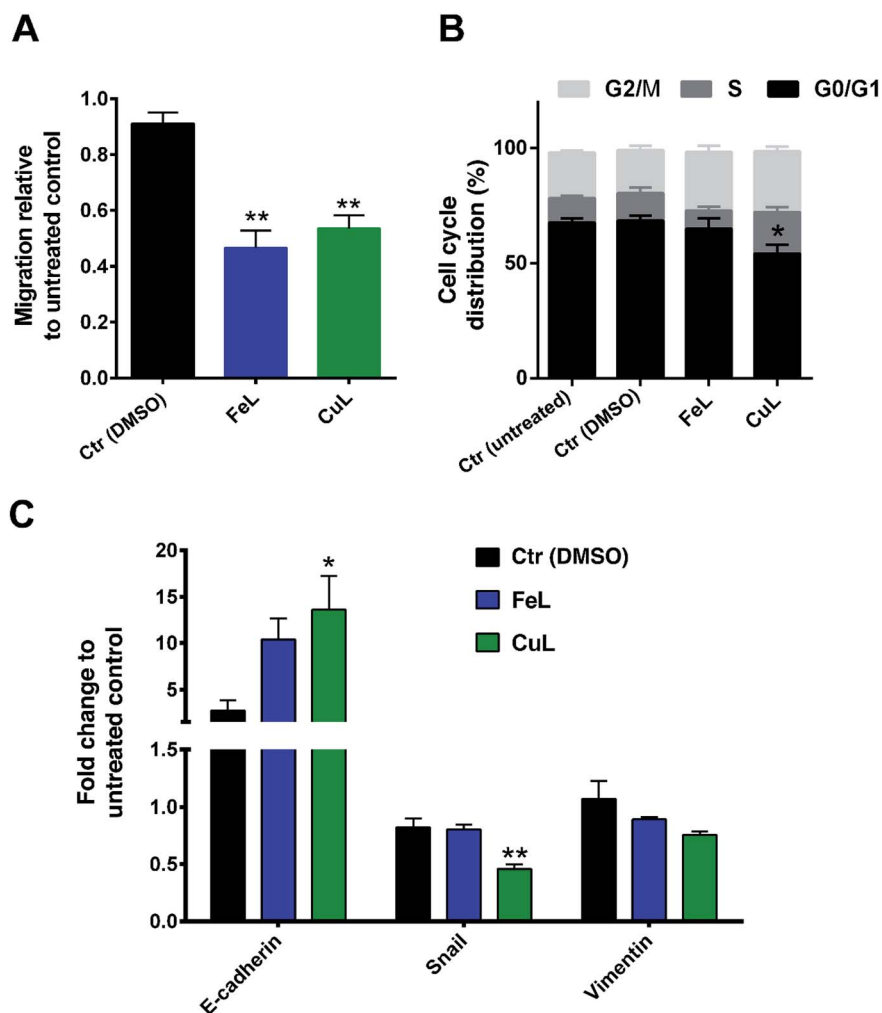 A
Migration relative
to untreated control
1.0
0.8
0.6
0.4
0.2
0.0
**
**
Ctr (DMSO)
FeL
CuL
B
G2/M
S
G0/G1
Cell cycle
distribution (%)
100
50
0
*
Ctr (untreated)
Ctr (DMSO)
FeL
CuL
C
Fold change to
untreated control
20
15
10
5
1.5
1.0
0.5
0.0
*
**
Ctr (DMSO)
FeL
CuL
E-cadherin
Snail
Vimentin